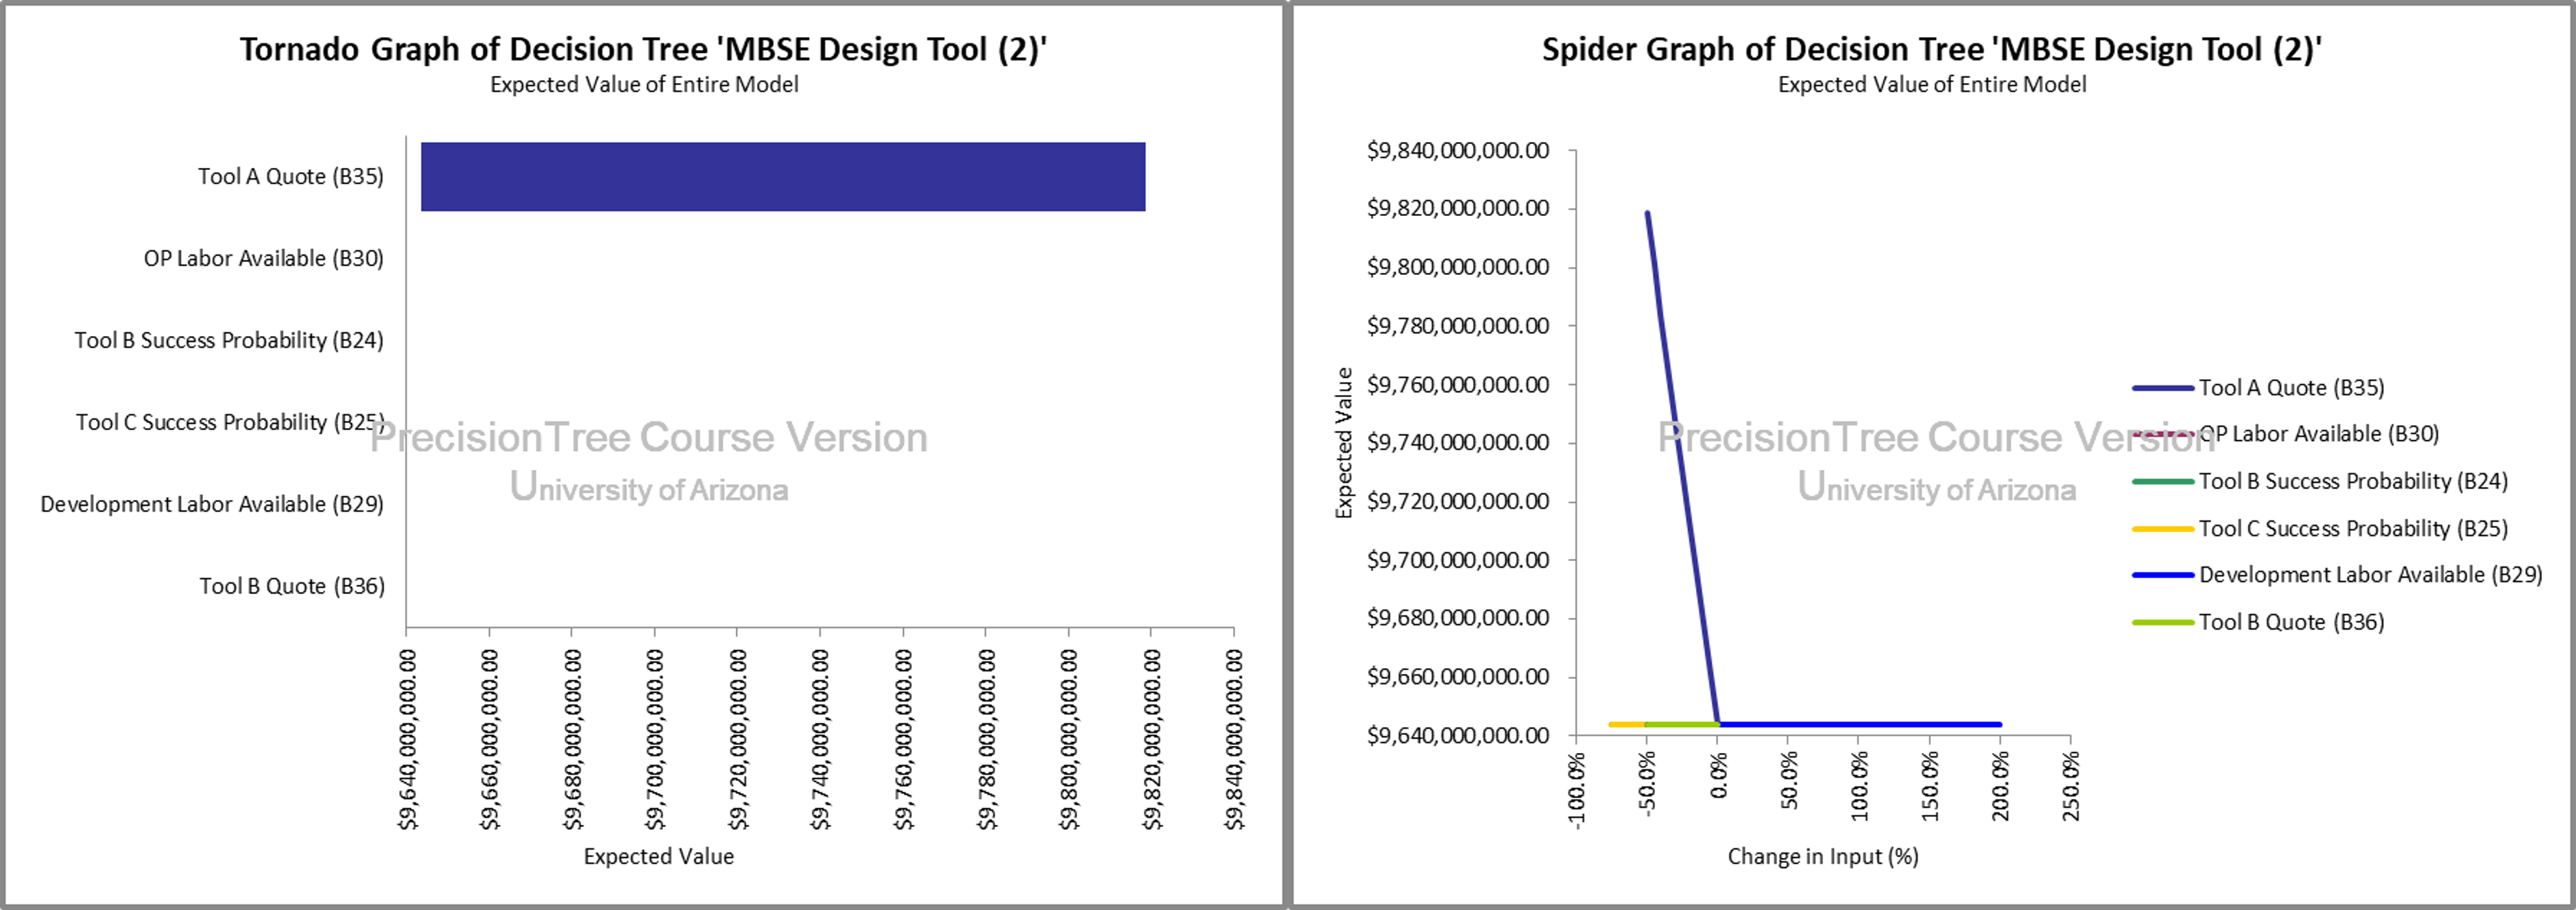 Tornado Graph of Decision Tree 'MBSE Design Tool (2)'
Expected Value of Entire Model
Tool A Quote (B35)
OP Labor Available (B30)
Tool B Success Probability (B24)
Tool C Success Probability (B25)
Development Labor Available (B29)
Tool B Quote (B36)
PrecisionTree Course Version
University of Arizona
$9,640,000,000.00
$9,660,000,000.00
$9,680,000,000.00
$9,700,000,000.00
$9,720,000,000.00
$9,740,000,000.00
$9,760,000,000.00
$9,780,000,000.00
$9,800,000,000.00
$9,820,000,000.00
$9,840,000,000.00
Expected Value
Spider Graph of Decision Tree 'MBSE Design Tool (2)'
Expected Value of Entire Model
Expected Value
$9,840,000,000.00
$9,820,000,000.00
$9,800,000,000.00
$9,780,000,000.00
$9,760,000,000.00
$9,740,000,000.00
$9,720,000,000.00
$9,700,000,000.00
$9,680,000,000.00
$9,660,000,000.00
$9,640,000,000.00
PrecisionTree Course Version
University of Arizona
-100.0%
-50.0%
0.0%
50.0%
100.0%
150.0%
200.0%
250.0%
Change in Input (%)
Tool A Quote (B35)
OP Labor Available (B30)
Tool B Success Probability (B24)
Tool C Success Probability (B25)
Development Labor Available (B29)
Tool B Quote (B36)